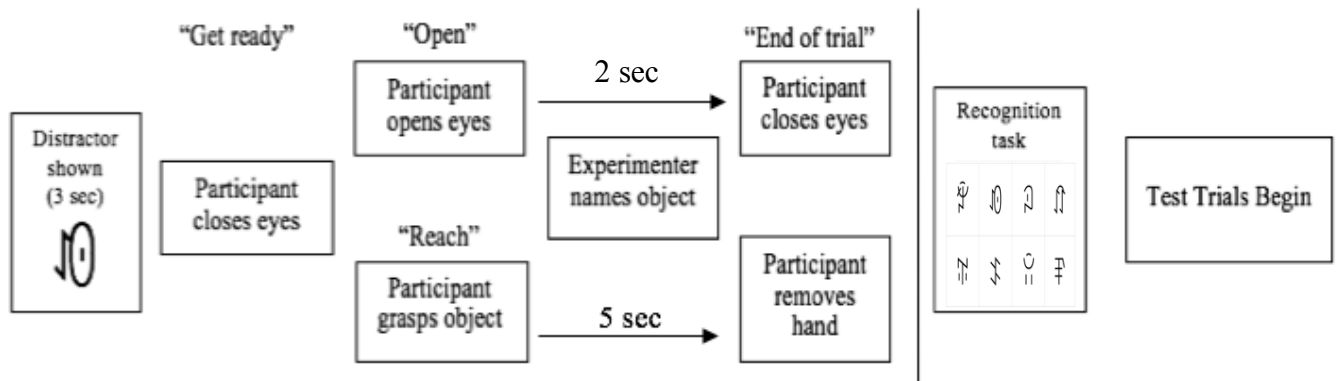 "Get ready"
"Open"
"End of trial"
Distractor
shown
(3 sec)
Participant
closes eyes
Participant
opens eyes
2 sec
Participant
closes eyes
Experimenter
names object
"Reach"
Participant
grasps object
5 sec
Participant
removes
hand
Recognition
task
Test Trials Begin